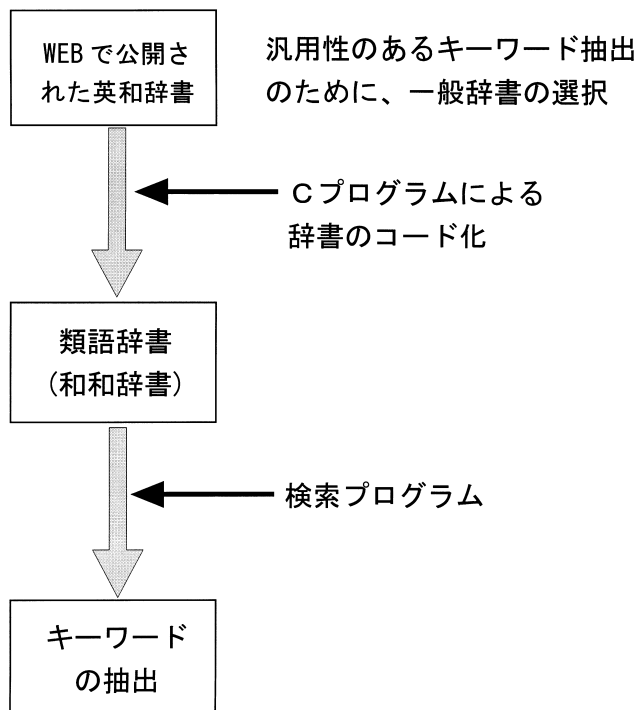 WEBで公開さ
れた英和辞書
汎用性のあるキーワード抽出
のために、一般辞書の選択
Cプログラムによる
辞書のコード化
類語辞書
(和和辞書)
検索プログラム
キーワード
の抽出